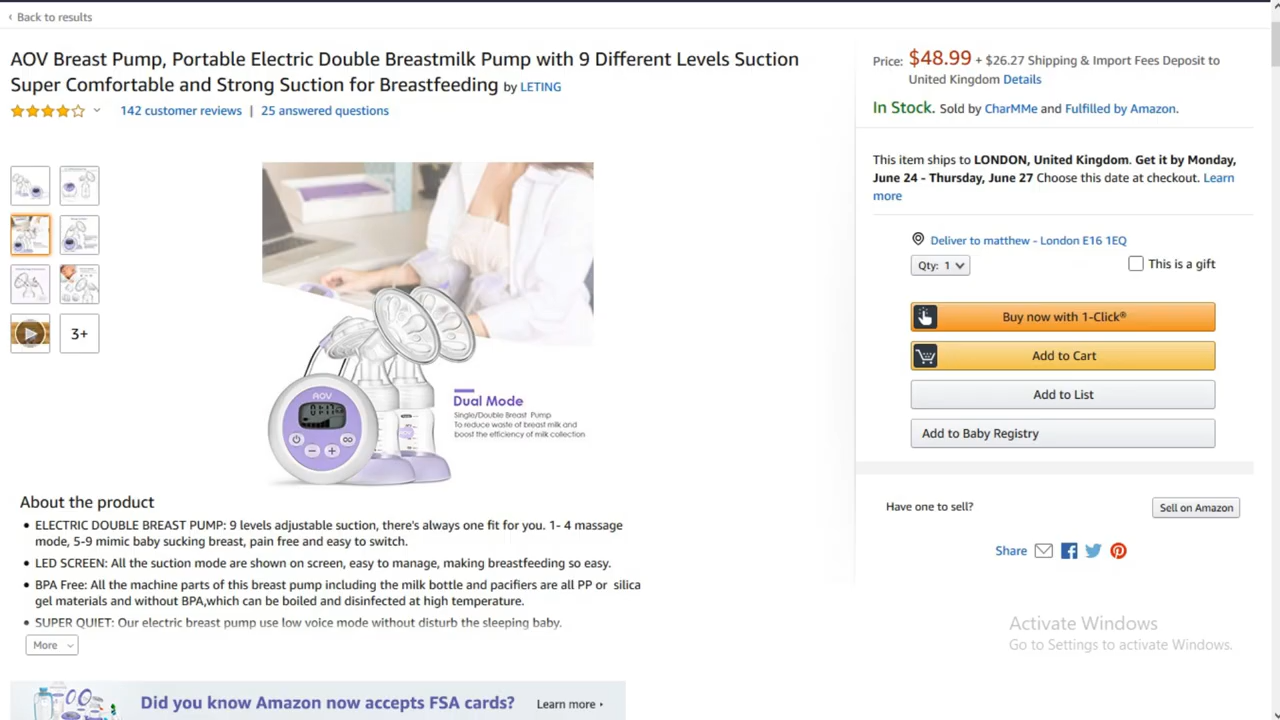 ‹ Back to results
AOV Breast Pump, Portable Electric Double Breastmilk Pump with 9 Different Levels Suction
Super Comfortable and Strong Suction for Breastfeeding by LETING
142 customer reviews | 25 answered questions
3+
AOV
Dual Mode
Single/Double Breast Pump
To reduce waste of breast milk and
boost the efficiency of milk collection
About the product
• ELECTRIC DOUBLE BREAST PUMP: 9 levels adjustable suction, there's always one fit for you. 1- 4 massage
mode, 5-9 mimic baby sucking breast, pain free and easy to switch.
• LED SCREEN: All the suction mode are shown on screen, easy to manage, making breastfeeding so easy.
• BPA Free: All the machine parts of this breast pump including the milk bottle and pacifiers are all PP or silica
gel materials and without BPA,which can be boiled and disinfected at high temperature.
• SUPER QUIET: Our electric breast pump use low voice mode without disturb the sleeping baby.
More
Did you know Amazon now accepts FSA cards? Learn more ›
Price: $48.99 + $26.27 Shipping & Import Fees Deposit to
United Kingdom Details
In Stock. Sold by CharMMe and Fulfilled by Amazon.
This item ships to LONDON, United Kingdom. Get it by Monday,
June 24 - Thursday, June 27 Choose this date at checkout. Learn
more
Deliver to matthew - London E16 1EQ
Qty: 1 This is a gift
Buy now with 1-Click®
Add to Cart
Add to List
Add to Baby Registry
Have one to sell? Sell on Amazon
Share
Activate Windows
Go to Settings to activate Windows.